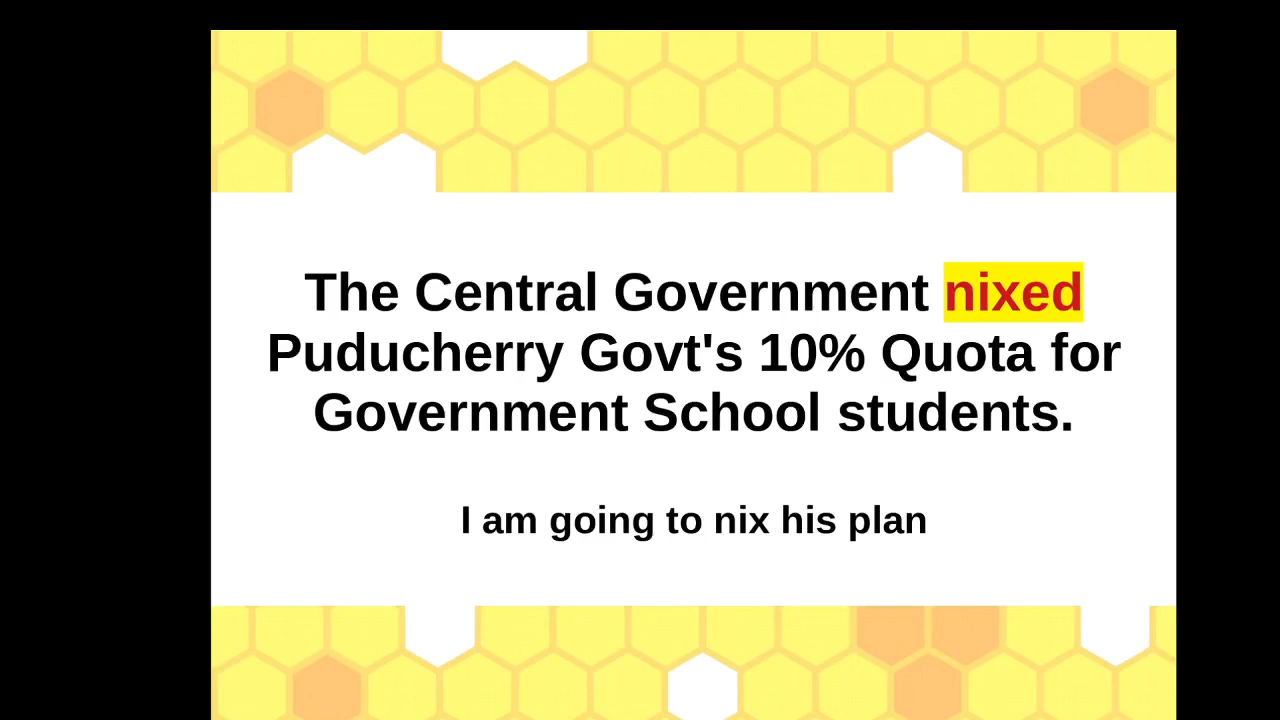 The Central Government nixed
Puducherry Govt's 10% Quota for
Government School students.
I am going to nix his plan